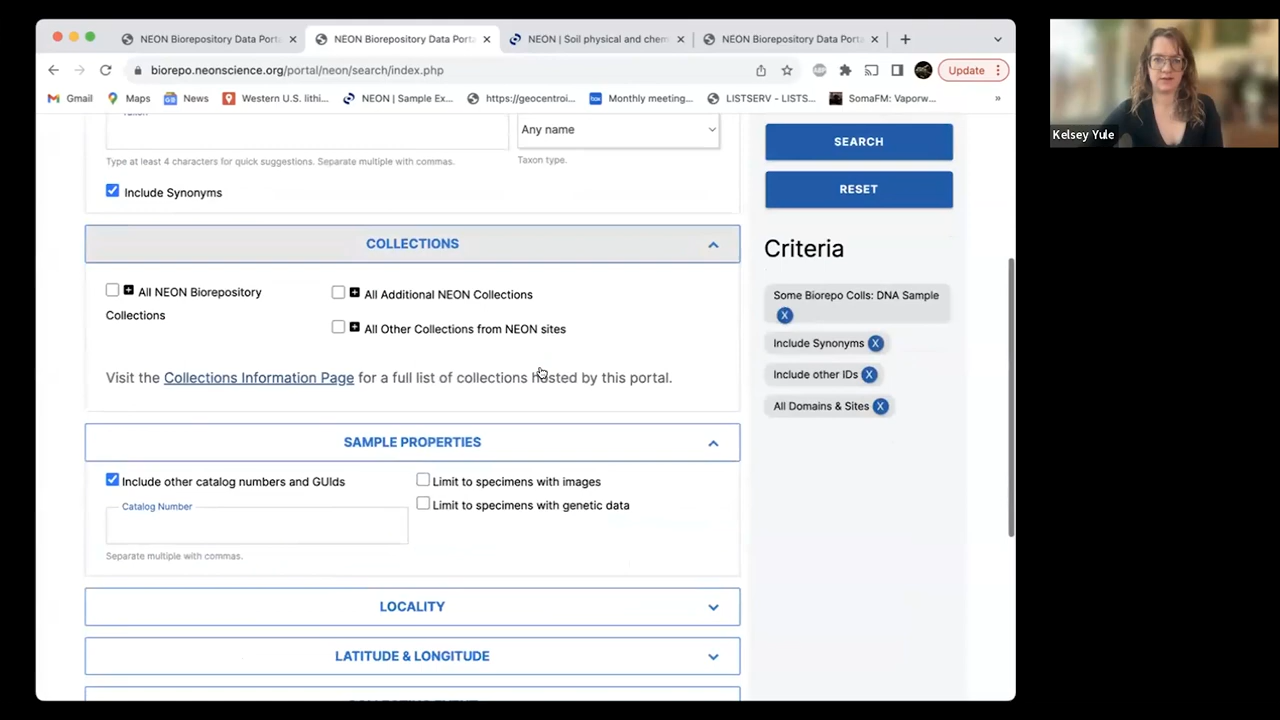 NEON Biorepository Data Porta
NEON Biorepository Data Porta
NEON | Soil physical and chem
NEON Biorepository Data Porta
biorepo.neonscience.org/portal/neon/search/index.php
Update
Gmail
Maps
News
Western U.S. lithi...
NEON | Sample Ex...
https://geocentroi...
Monthly meeting...
LISTSERV - LISTS...
SomaFM: Vaporw...
»
Any name
Type at least 4 characters for quick suggestions. Separate multiple with commas.
Taxon type.
Include Synonyms
COLLECTIONS
All NEON Biorepository
Collections
All Additional NEON Collections
All Other Collections from NEON sites
Visit the Collections Information Page for a full list of collections hosted by this portal.
SAMPLE PROPERTIES
Include other catalog numbers and GUIds
Limit to specimens with images
Catalog Number
Limit to specimens with genetic data
Separate multiple with commas.
LOCALITY
LATITUDE & LONGITUDE
SEARCH
RESET
Criteria
Some Biorepo Colls: DNA Sample
X
Include Synonyms X
Include other IDs X
All Domains & Sites X
Kelsey Yule